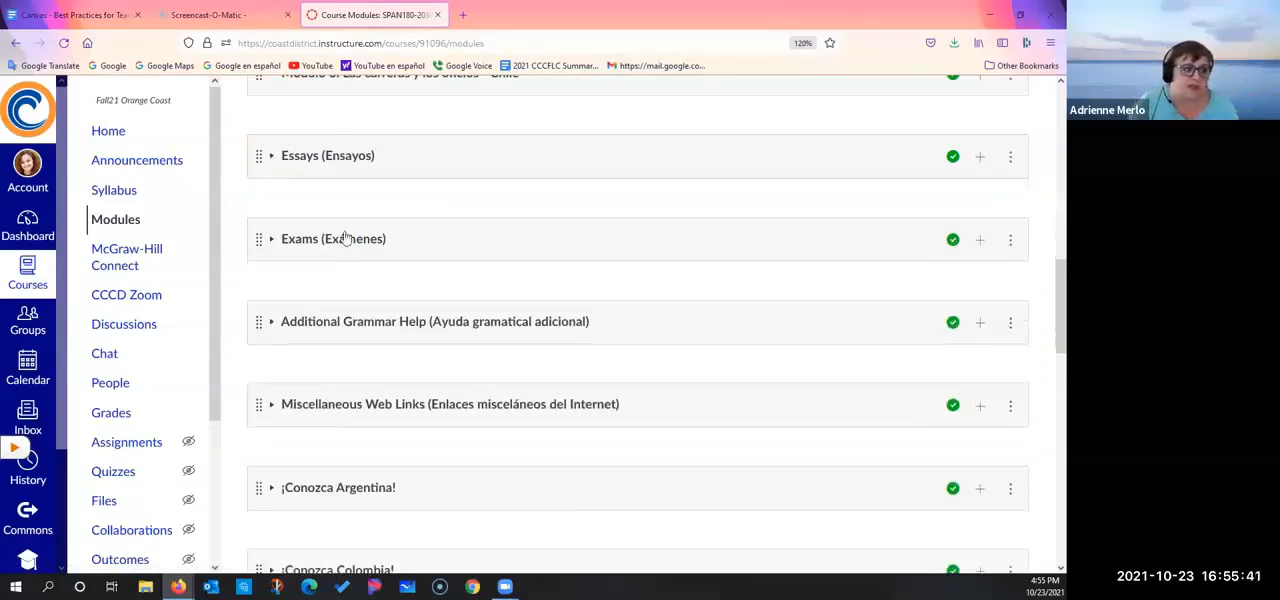 Canvas - Best Practices for Teac
Screencast-O-Matic -
Course Modules: SPAN180-203
https://coastdistrict.instructure.com/courses/91096/modules
120%
Google Translate
Google
Google Maps
Google en español
YouTube
YouTube en español
Google Voice
2021 CCCFLC Summar...
https://mail.google.co...
Other Bookmarks
Fall21 Orange Coast
Home
Announcements
Syllabus
Modules
McGraw-Hill
Connect
CCCD Zoom
Discussions
Chat
People
Grades
Assignments
Quizzes
Files
Collaborations
Outcomes
Account
Dashboard
Courses
Groups
Calendar
Inbox
History
Commons
Essays (Ensayos)
Exams (Exámenes)
Additional Grammar Help (Ayuda gramatical adicional)
Miscellaneous Web Links (Enlaces misceláneos del Internet)
¡Conozca Argentina!
¡Conozca Colombia!
Adrienne Merlo
4:55 PM
10/23/2021
2021-10-23 16:55:41